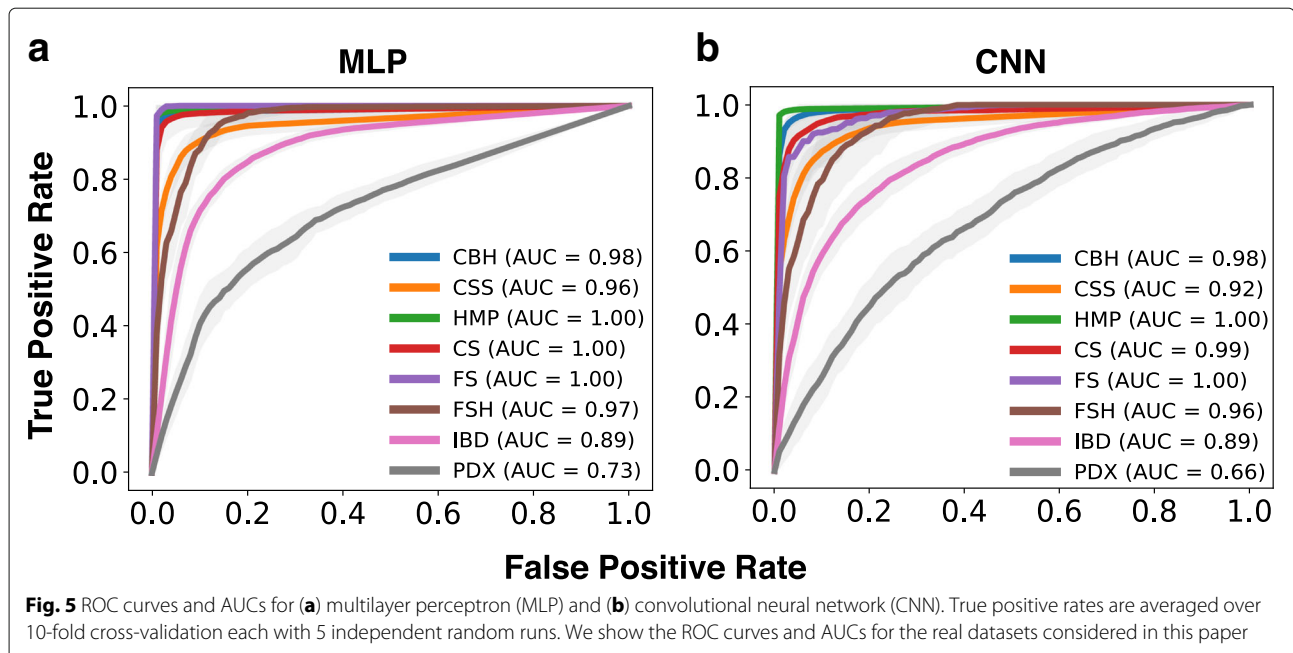 a
MLP
True Positive Rate
1.0
0.8
0.6
0.4
0.2
0.0
CBH (AUC = 0.98)
CSS (AUC = 0.96)
HMP (AUC = 1.00)
CS (AUC = 1.00)
FS (AUC = 1.00)
FSH (AUC = 0.97)
IBD (AUC = 0.89)
PDX (AUC = 0.73)
0.0 0.2 0.4 0.6 0.8 1.0
b
CNN
1.0
0.8
0.6
0.4
0.2
0.0
CBH (AUC = 0.98)
CSS (AUC = 0.92)
HMP (AUC = 1.00)
CS (AUC = 0.99)
FS (AUC = 1.00)
FSH (AUC = 0.96)
IBD (AUC = 0.89)
PDX (AUC = 0.66)
0.0 0.2 0.4 0.6 0.8 1.0
False Positive Rate
Fig. 5 ROC curves and AUCs for (a) multilayer perceptron (MLP) and (b) convolutional neural network (CNN). True positive rates are averaged over
10-fold cross-validation each with 5 independent random runs. We show the ROC curves and AUCs for the real datasets considered in this paper